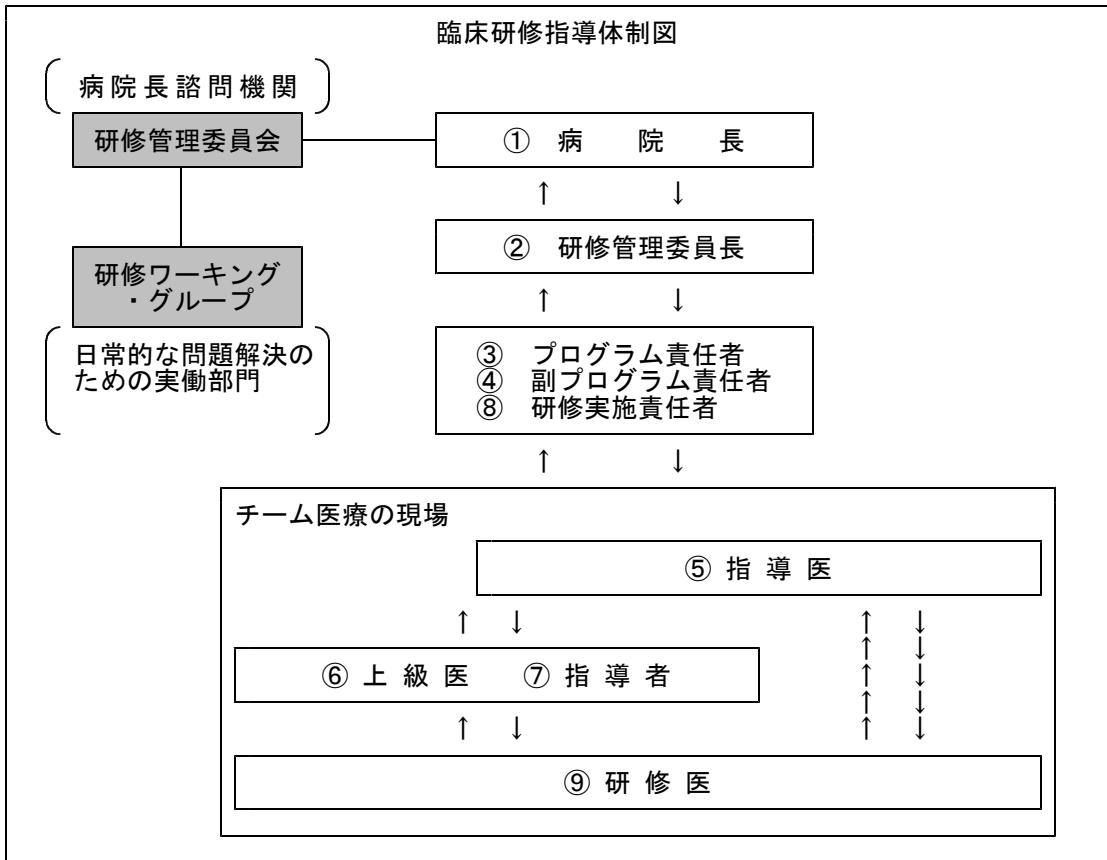 臨床研修指導体制図
病院長諮問機関
研修管理委員会
① 病院長
↑ ↓
② 研修管理委員長
研修ワーキング
・グループ
↑ ↓
日常的な問題解決の
ための実働部門
③ プログラム責任者
④ 副プログラム責任者
⑧ 研修実施責任者
↑ ↓
チーム医療の現場
⑤ 指導医
↑ ↓ ↑ ↓
↑ ↓
⑥ 上級医 ⑦ 指導者 ↑ ↓
↑ ↓
↑ ↓ ↑ ↓
⑨ 研修医